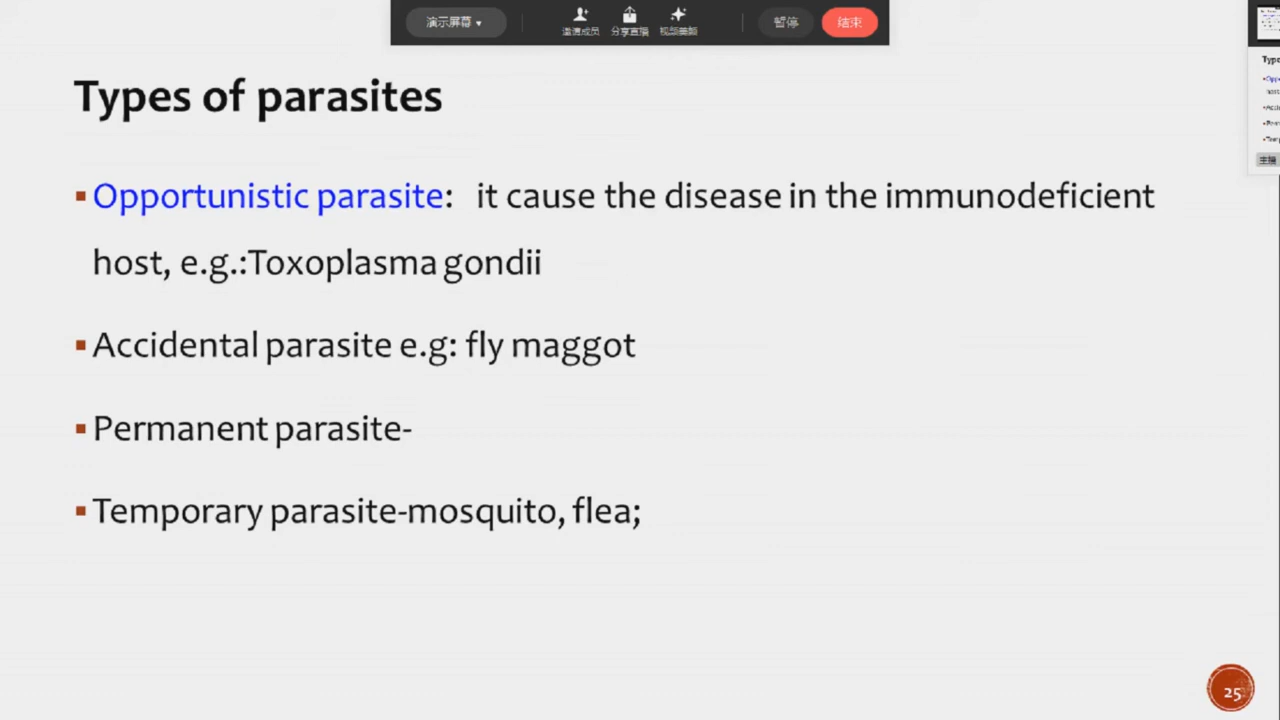 演示屏幕 ▾
邀请成员 分享直播 视频美颜
暂停
结束
Types of parasites
▪Opportunistic parasite: it cause the disease in the immunodeficient
host, e.g.:Toxoplasma gondii
▪Accidental parasite e.g: fly maggot
▪Permanent parasite-
▪Temporary parasite-mosquito, flea;
主播
25